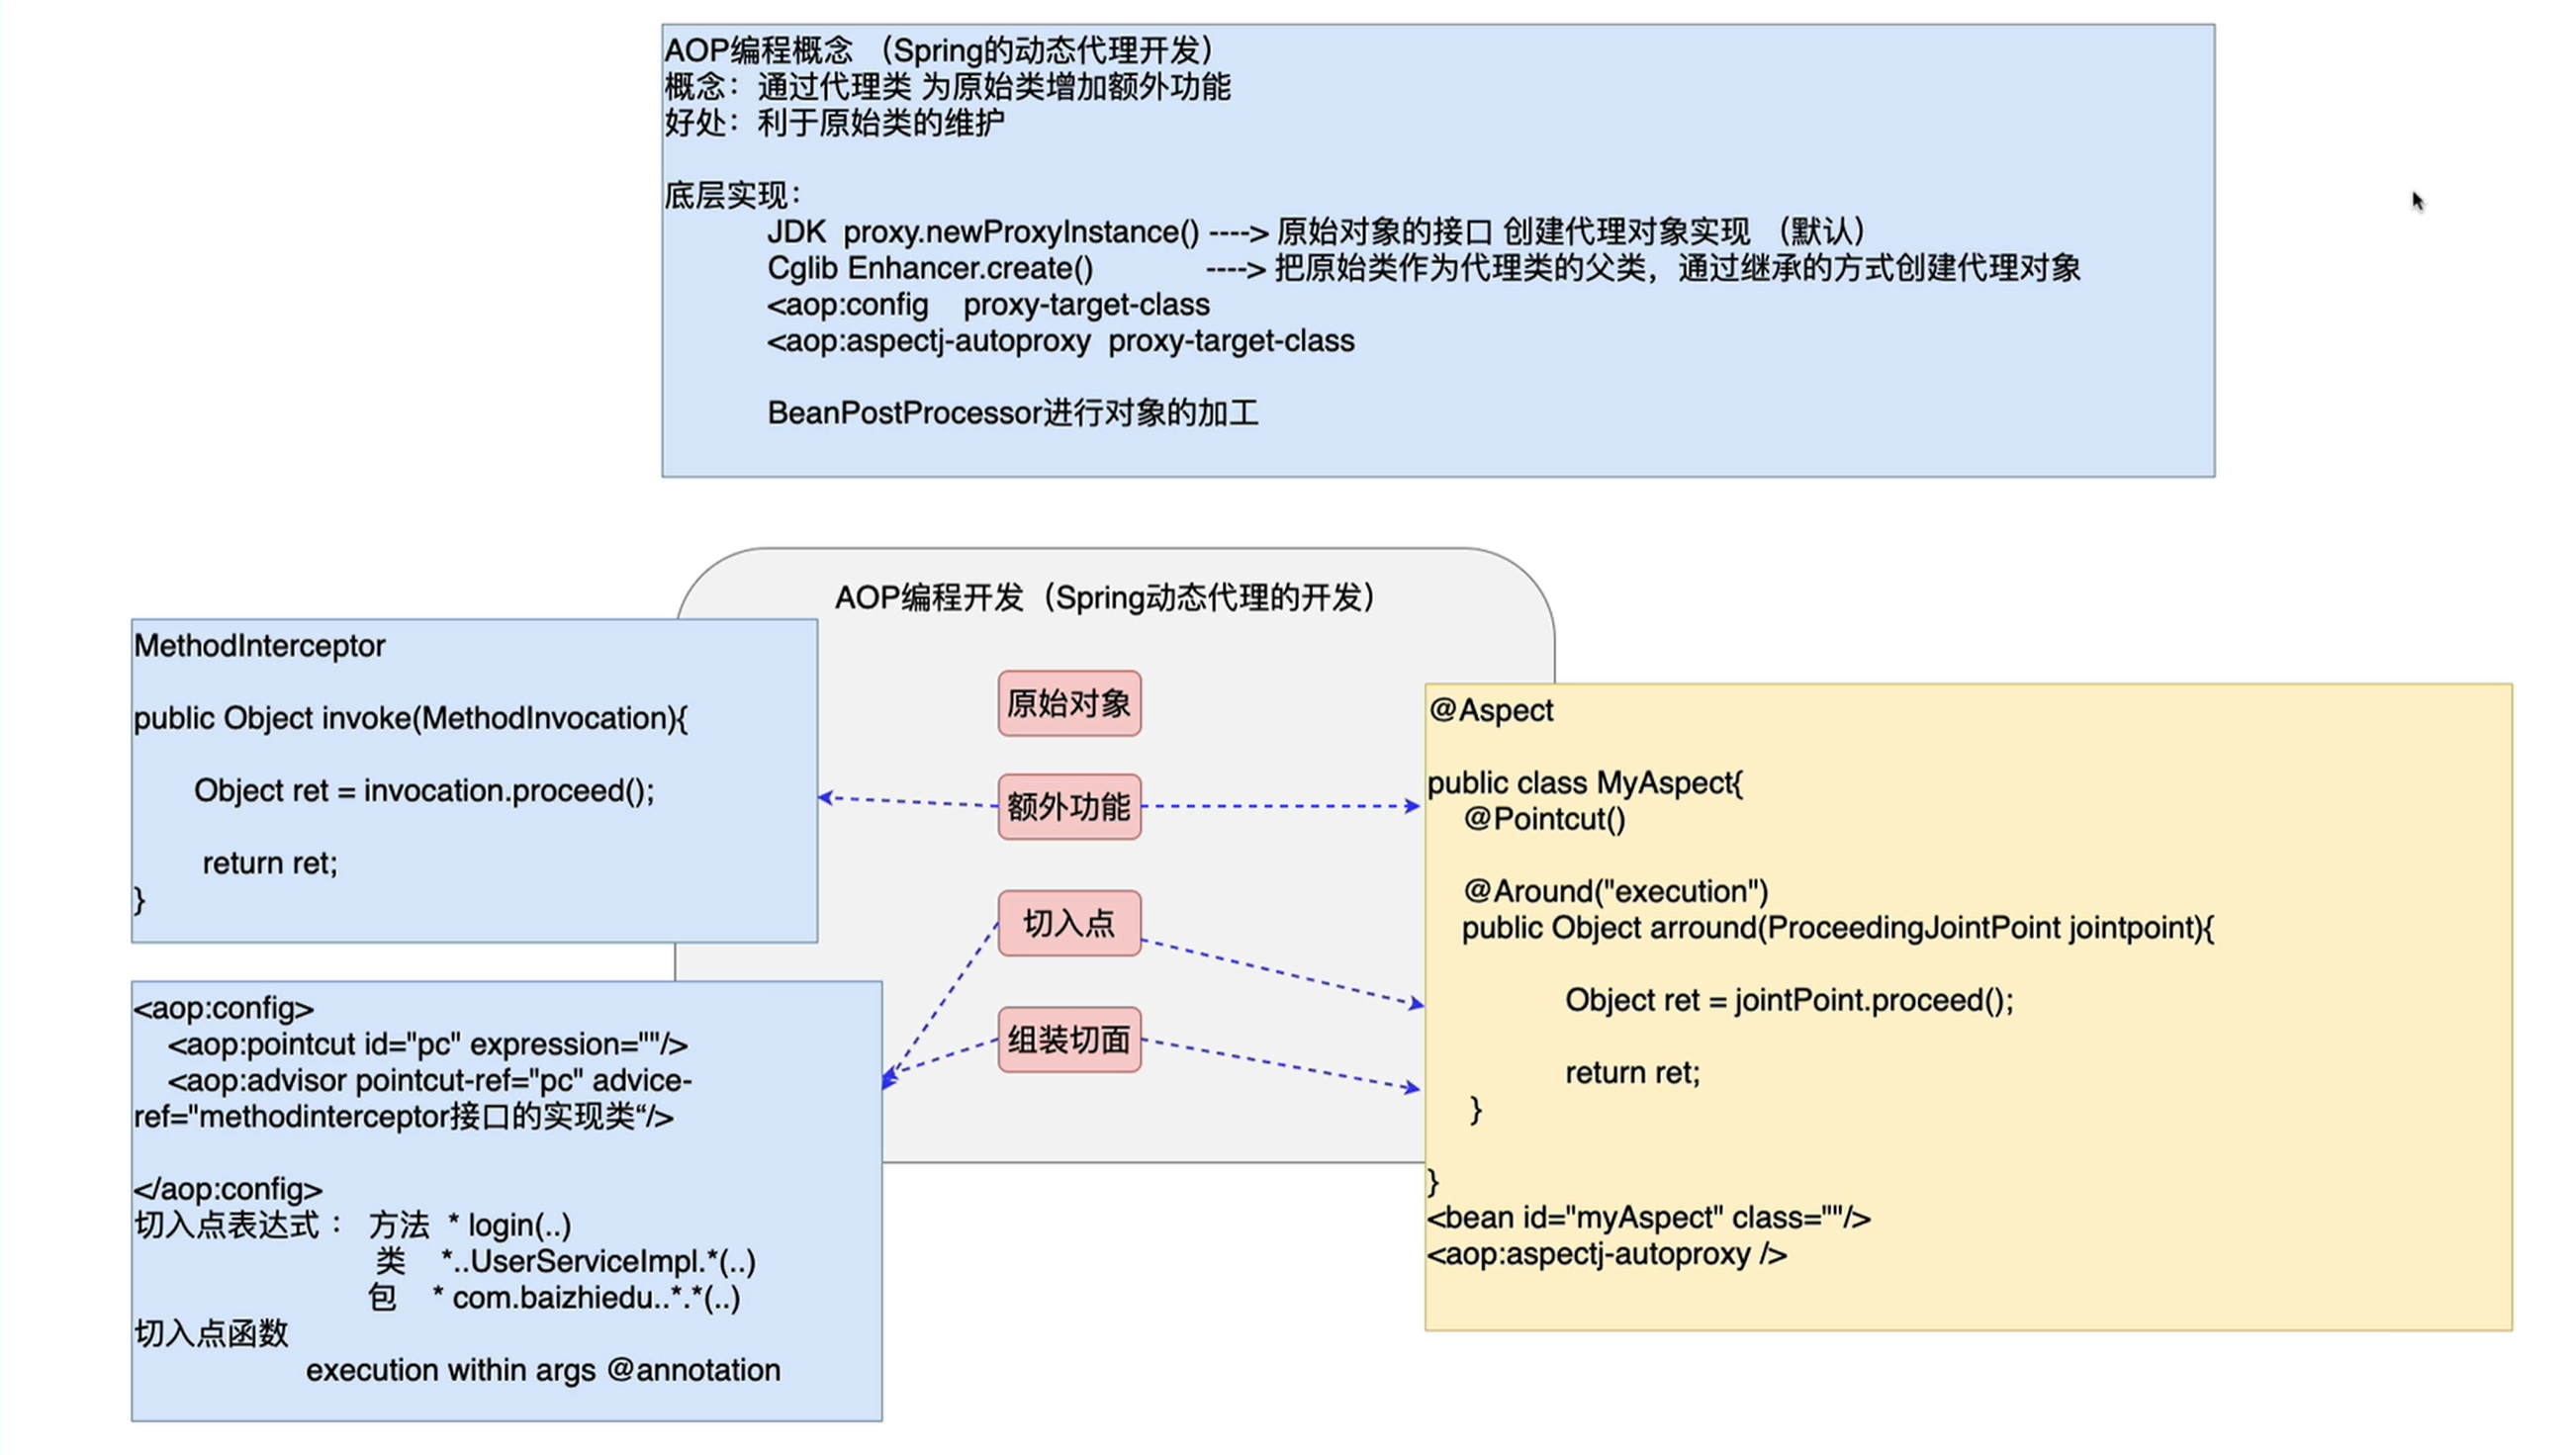 AOP编程概念 （Spring的动态代理开发）
概念：通过代理类 为原始类增加额外功能
好处：利于原始类的维护
底层实现：
JDK proxy.newProxyInstance() ----> 原始对象的接口 创建代理对象实现 （默认）
Cglib Enhancer.create() ----> 把原始类作为代理类的父类，通过继承的方式创建代理对象
<aop:config proxy-target-class
<aop:aspectj-autoproxy proxy-target-class
BeanPostProcessor进行对象的加工
AOP编程开发（Spring动态代理的开发）
原始对象
额外功能
切入点
组装切面
MethodInterceptor
public Object invoke(MethodInvocation){
Object ret = invocation.proceed();
return ret;
}
<aop:config>
<aop:pointcut id="pc" expression=""/>
<aop:advisor pointcut-ref="pc" advice-
ref="methodinterceptor接口的实现类“/>
</aop:config>
切入点表达式： 方法 * login(..)
类 *..UserServiceImpl.*(..)
包 * com.baizhiedu..*.*(..)
切入点函数
execution within args @annotation
@Aspect
public class MyAspect{
@Pointcut()
@Around("execution")
public Object arround(ProceedingJointPoint jointpoint){
Object ret = jointPoint.proceed();
return ret;
}
}
<bean id="myAspect" class=""/>
<aop:aspectj-autoproxy />